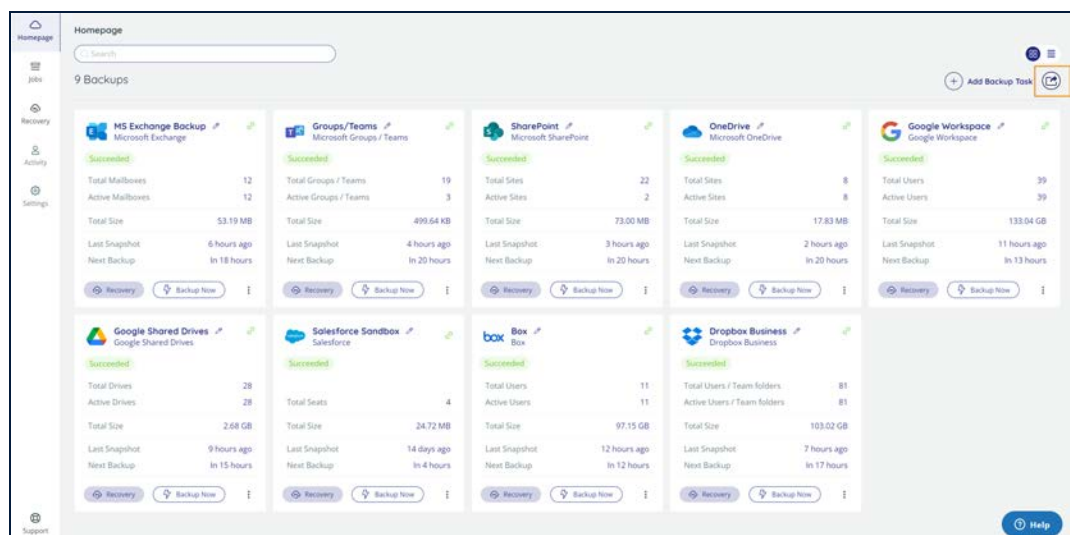 Homepage
Homepage
Search
Jobs
9 Backups
Add Backup Task
Recovery
Activity
Settings
MS Exchange Backup
Microsoft Exchange
Succeeded
Total Mailboxes 12
Active Mailboxes 12
Total Size 53.19 MB
Last Snapshot 6 hours ago
Next Backup In 18 hours
Recovery Backup Now
Groups/Teams
Microsoft Groups / Teams
Succeeded
Total Groups / Teams 19
Active Groups / Teams 3
Total Size 499.64 KB
Last Snapshot 4 hours ago
Next Backup In 20 hours
Recovery Backup Now
SharePoint
Microsoft SharePoint
Succeeded
Total Sites 22
Active Sites 2
Total Size 73.00 MB
Last Snapshot 3 hours ago
Next Backup In 20 hours
Recovery Backup Now
OneDrive
Microsoft OneDrive
Succeeded
Total Sites 8
Active Sites 8
Total Size 17.83 MB
Last Snapshot 2 hours ago
Next Backup In 20 hours
Recovery Backup Now
Google Workspace
Google Workspace
Succeeded
Total Users 39
Active Users 39
Total Size 133.04 GB
Last Snapshot 11 hours ago
Next Backup In 13 hours
Recovery Backup Now
Google Shared Drives
Google Shared Drives
Succeeded
Total Drives 28
Active Drives 28
Total Size 2.68 GB
Last Snapshot 9 hours ago
Next Backup In 15 hours
Recovery Backup Now
Salesforce Sandbox
Salesforce
Succeeded
Total Seats 4
Total Size 24.72 MB
Last Snapshot 14 days ago
Next Backup In 4 hours
Recovery Backup Now
box
Box
Box
Succeeded
Total Users 11
Active Users 11
Total Size 97.15 GB
Last Snapshot 12 hours ago
Next Backup In 12 hours
Recovery Backup Now
Dropbox Business
Dropbox Business
Succeeded
Total Users / Team folders 81
Active Users / Team folders 81
Total Size 103.02 GB
Last Snapshot 7 hours ago
Next Backup In 17 hours
Recovery Backup Now
Support
Help